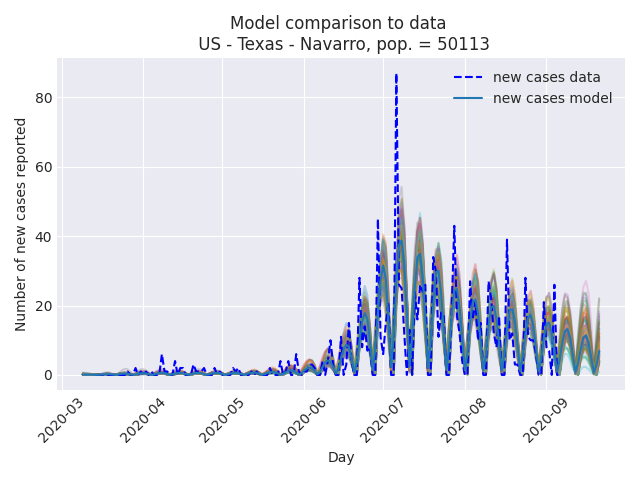 Model comparison to data
US - Texas - Navarro, pop. = 50113
new cases data
new cases model
Number of new cases reported
80
60
40
20
0
2020-03
2020-04
2020-05
2020-06
2020-07
2020-08
2020-09
Day